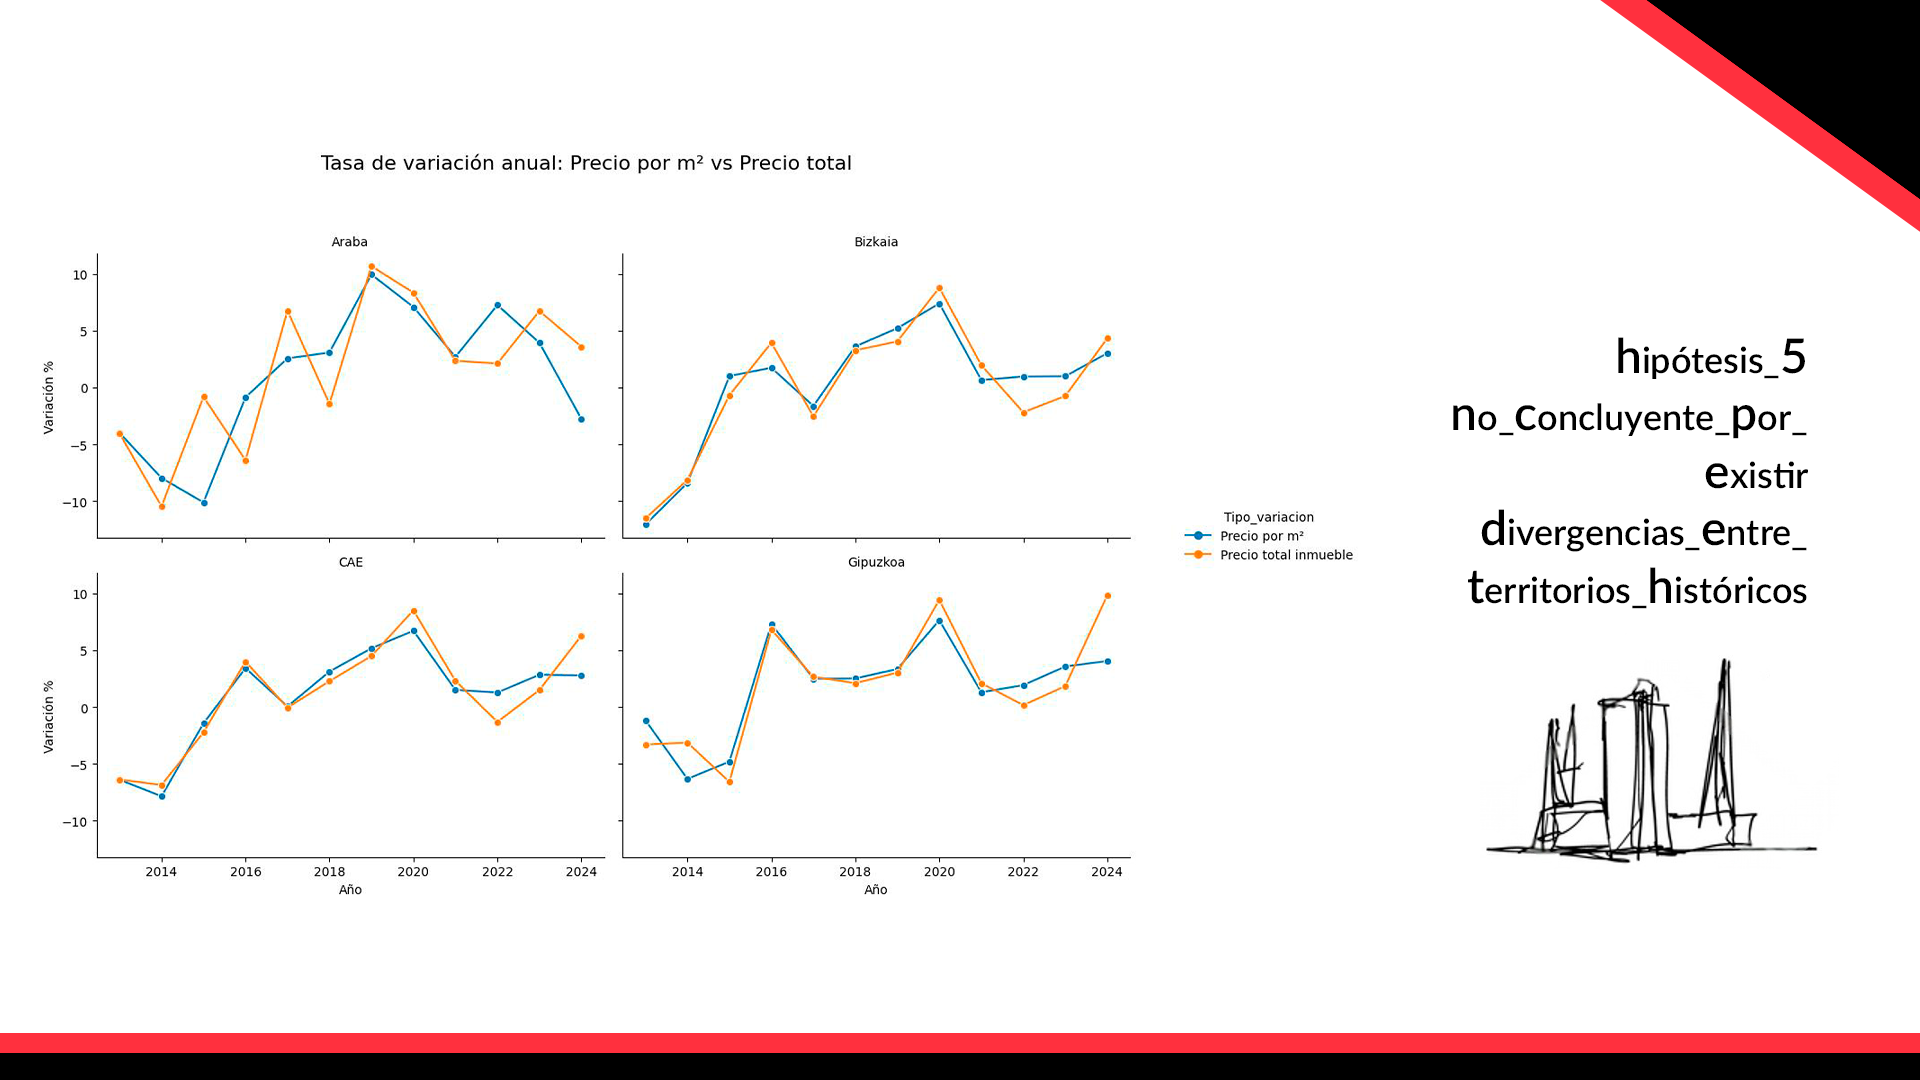 Tasa de variación anual: Precio por m² vs Precio total
Araba
Bizkaia
10
5
0
−5
−10
Variación %
CAE
Gipuzkoa
10
5
0
−5
−10
Variación %
2014 2016 2018 2020 2022 2024
2014 2016 2018 2020 2022 2024
Año
Año
Tipo_variacion
Precio por m²
Precio total inmueble
hipótesis_5
no_concluyente_por_
existir
divergencias_entre_
territorios_históricos